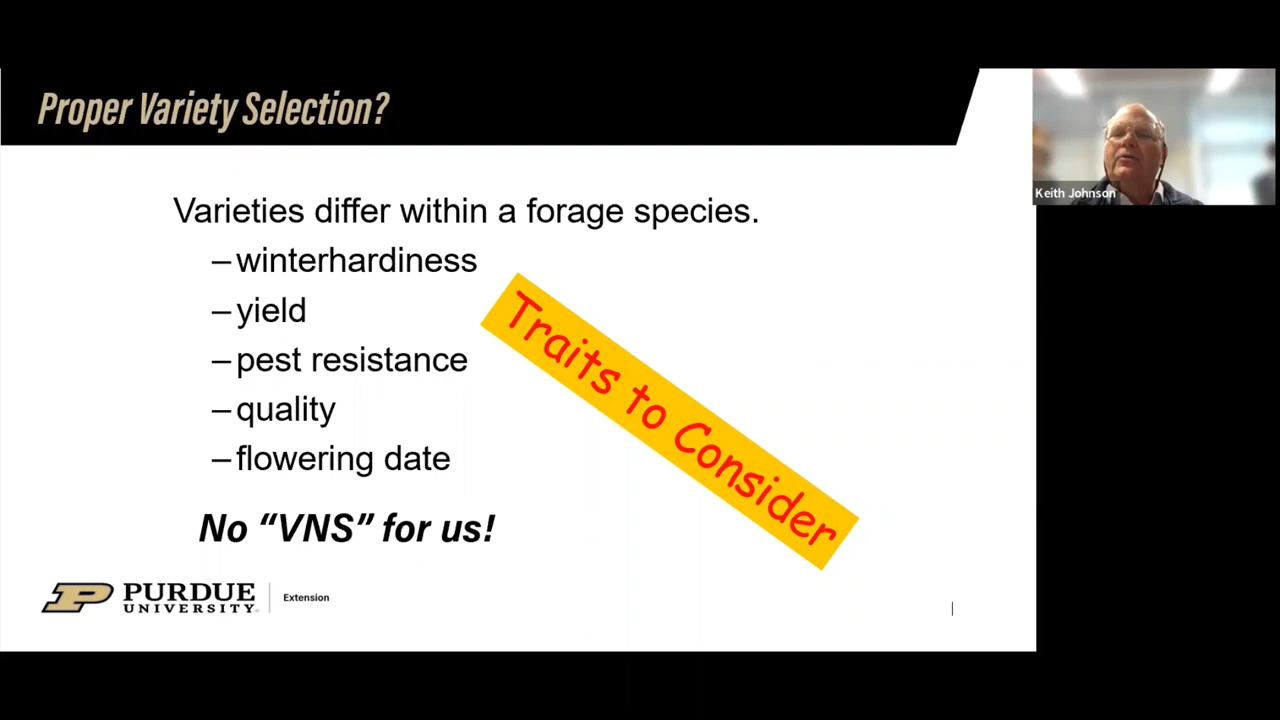 Proper Variety Selection?
Keith Johnson
Varieties differ within a forage species.
–winterhardiness
–yield
–pest resistance
–quality
–flowering date
Traits to Consider
No “VNS” for us!
PURDUE
UNIVERSITY
Extension